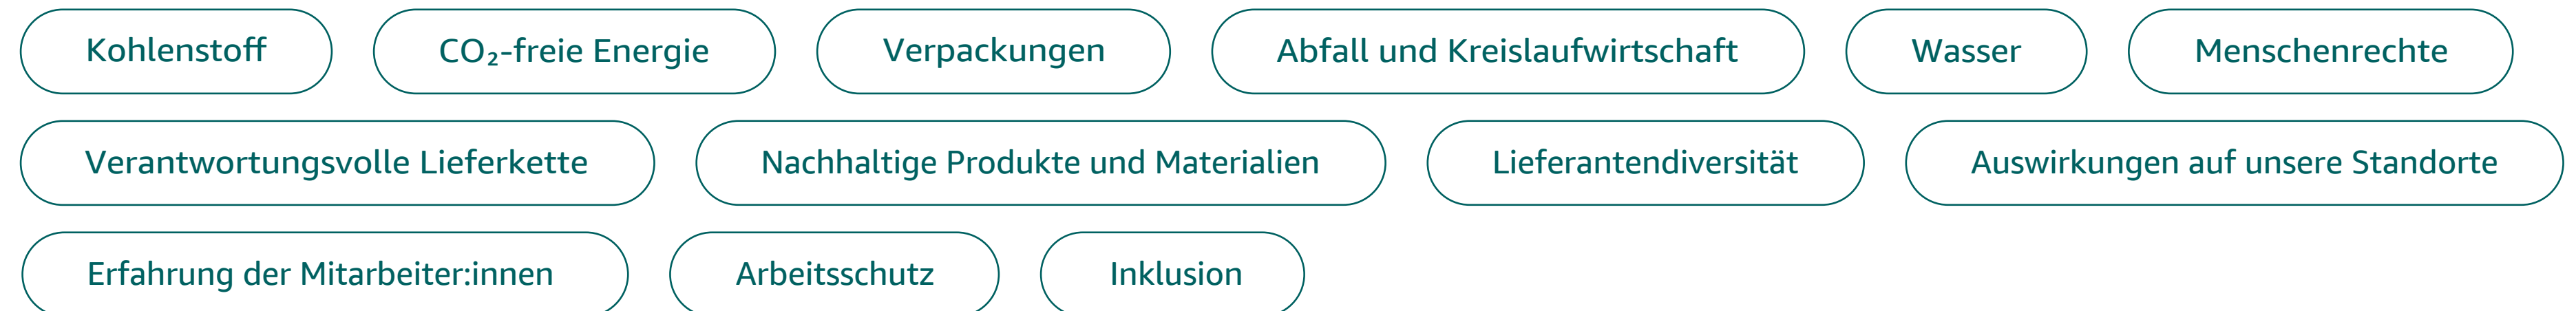 Kohlenstoff CO₂-freie Energie Verpackungen Abfall und Kreislaufwirtschaft Wasser Menschenrechte
Verantwortungsvolle Lieferkette Nachhaltige Produkte und Materialien Lieferantendiversität Auswirkungen auf unsere Standorte
Erfahrung der Mitarbeiter:innen Arbeitsschutz Inklusion